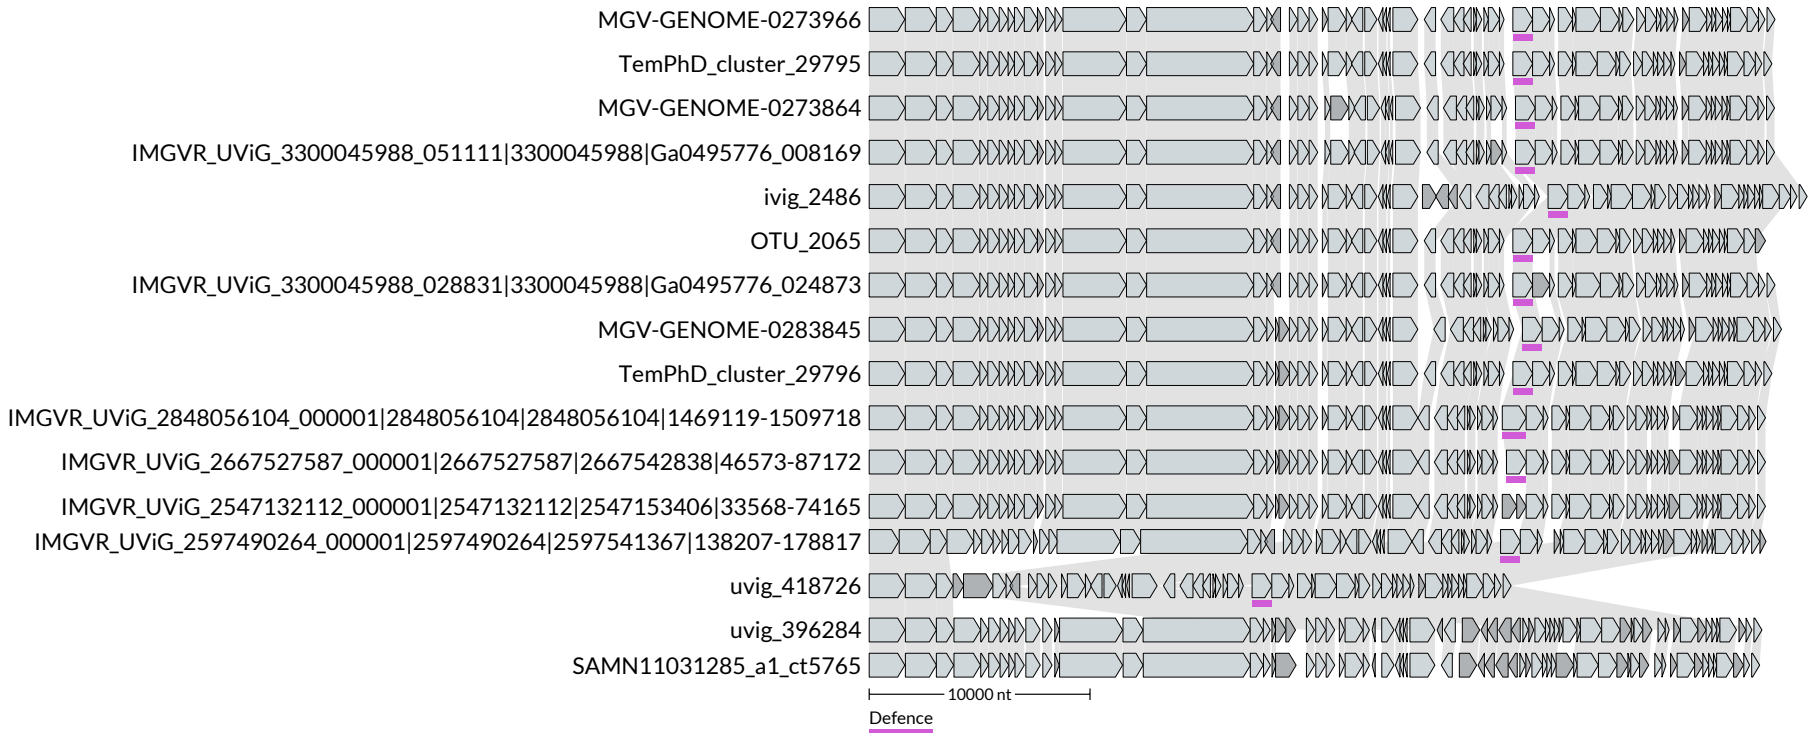 MGV-GENOME-0273966
TemPhD_cluster_29795
MGV-GENOME-0273864
IMGVR_UViG_3300045988_051111|3300045988|Ga0495776_008169
ivig_2486
OTU_2065
IMGVR_UViG_3300045988_028831|3300045988|Ga0495776_024873
MGV-GENOME-0283845
TemPhD_cluster_29796
IMGVR_UViG_2848056104_000001|2848056104|2848056104|1469119-1509718
IMGVR_UViG_2667527587_000001|2667527587|2667542838|46573-87172
IMGVR_UViG_2547132112_000001|2547132112|2547153406|33568-74165
IMGVR_UViG_2597490264_000001|2597490264|2597541367|138207-178817
uvig_418726
uvig_396284
SAMN11031285_a1_ct5765
10000 nt
Defence